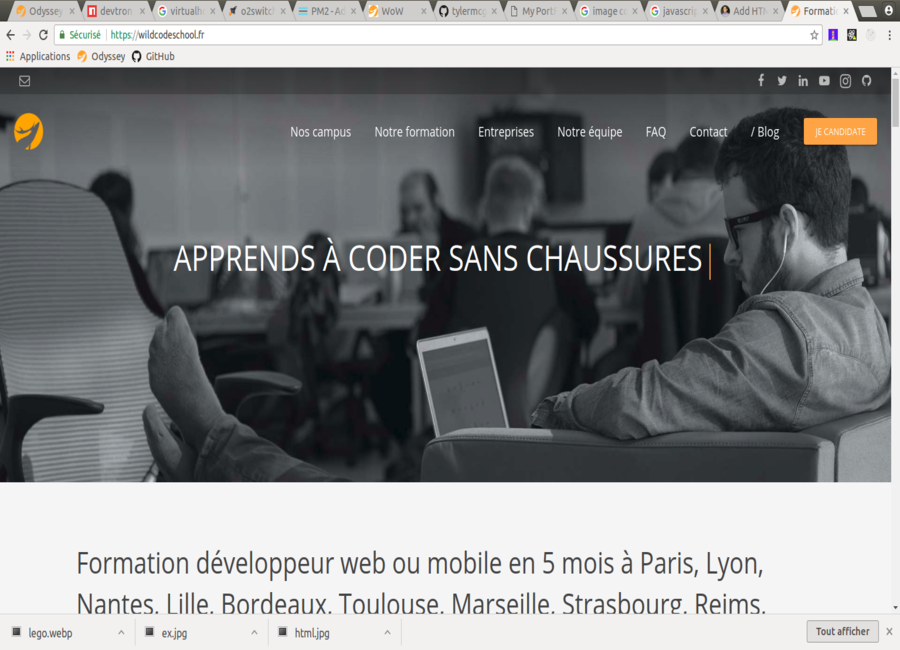 Odyssey devtron virtualh o2switch PM2 - Ad WoW tylermcg My Portf image co javascrip Add HTM Formatio
Sécurisé https://wildcodeschool.fr
Applications Odyssey GitHub
Nos campus Notre formation Entreprises Notre équipe FAQ Contact / Blog JE CANDIDATE
APPRENDS À CODER SANS CHAUSSURES
Formation développeur web ou mobile en 5 mois à Paris, Lyon,
Nantes, Lille, Bordeaux, Toulouse, Marseille, Strasbourg, Reims,
lego.webp ex.jpg html.jpg Tout afficher